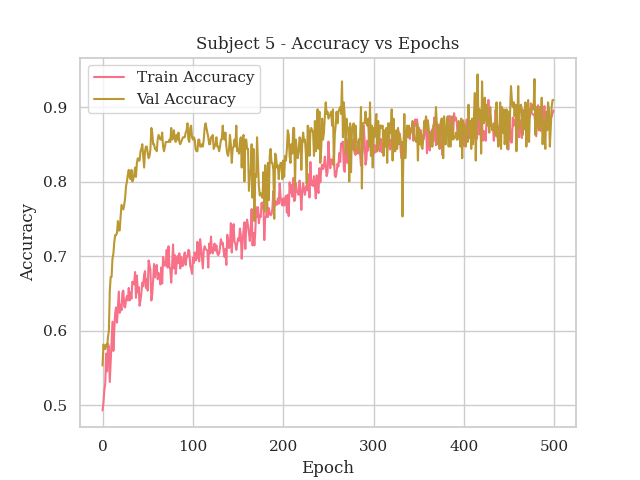 Subject 5 - Accuracy vs Epochs
Train Accuracy
Val Accuracy
0.9
0.8
0.7
0.6
0.5
Accuracy
0 100 200 300 400 500
Epoch